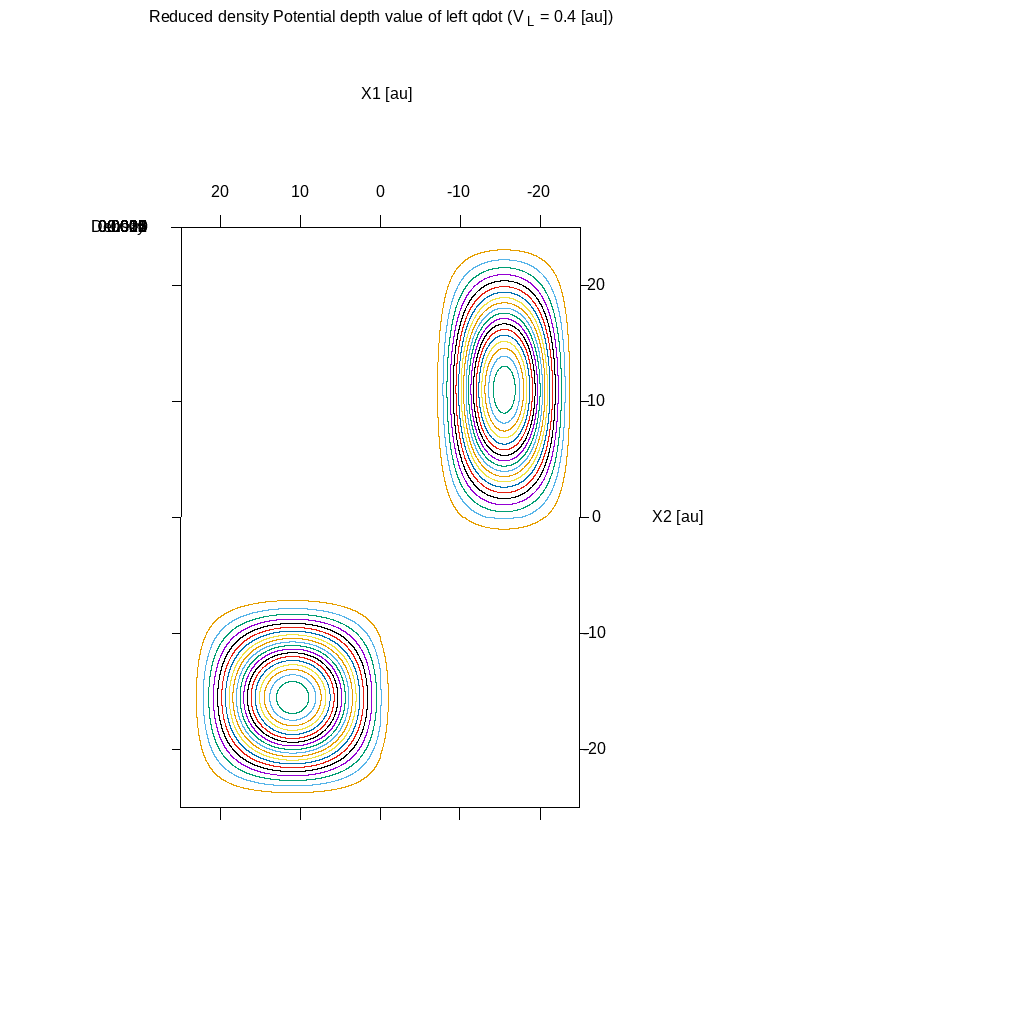 Reduced density Potential depth value of left qdot (V L = 0.4 [au])
X1 [au]
20 10 0 -10 -20
20
10
0 X2 [au]
-10
-20